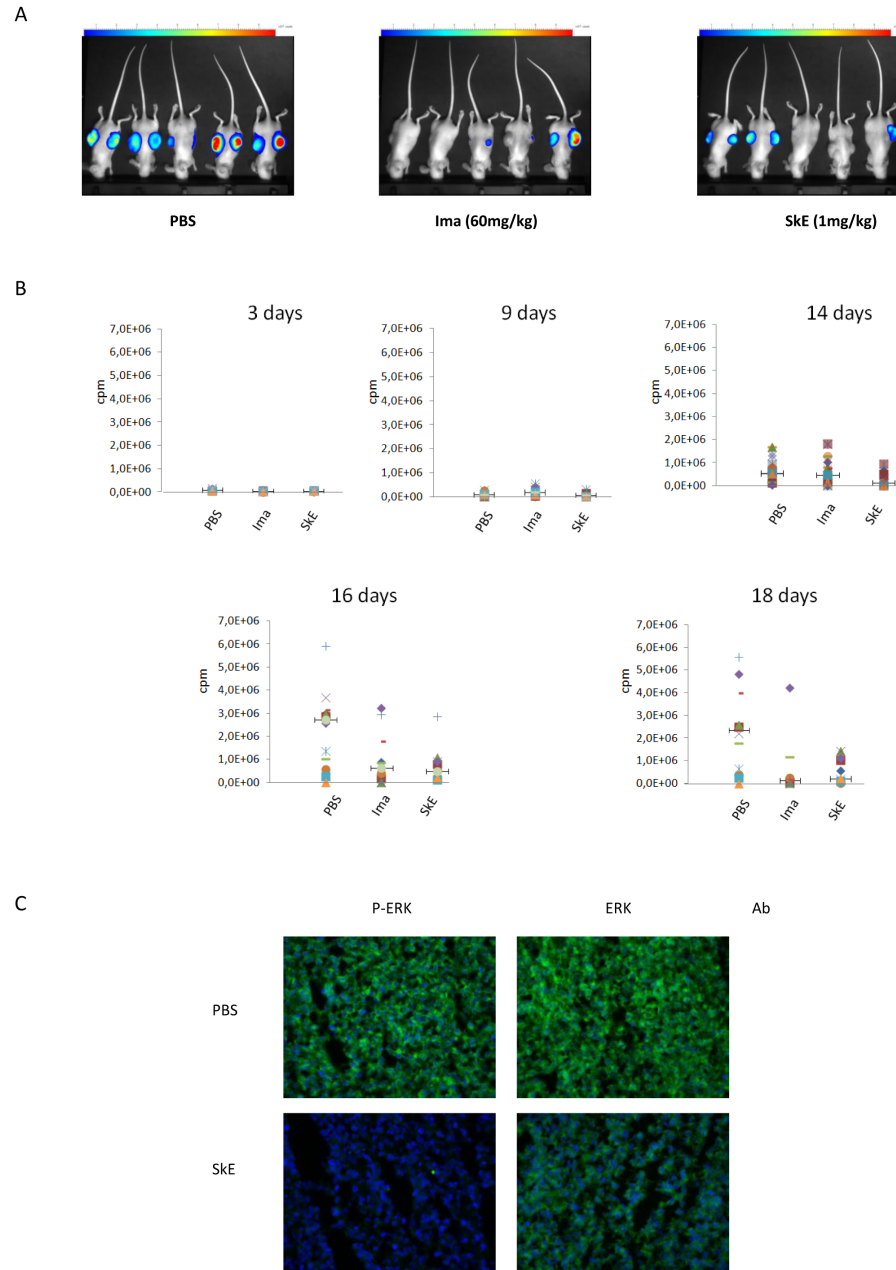 A
PBS
Ima (60mg/kg)
SkE (1mg/kg)
B
3 days
7,0E+06
6,0E+06
5,0E+06
4,0E+06
3,0E+06
2,0E+06
1,0E+06
0,0E+00
cpm
PBS
Ima
SkE
9 days
7,0E+06
6,0E+06
5,0E+06
4,0E+06
3,0E+06
2,0E+06
1,0E+06
0,0E+00
cpm
PBS
Ima
SkE
14 days
7,0E+06
6,0E+06
5,0E+06
4,0E+06
3,0E+06
2,0E+06
1,0E+06
0,0E+00
cpm
PBS
Ima
SkE
16 days
7,0E+06
6,0E+06
5,0E+06
4,0E+06
3,0E+06
2,0E+06
1,0E+06
0,0E+00
cpm
PBS
Ima
SkE
18 days
7,0E+06
6,0E+06
5,0E+06
4,0E+06
3,0E+06
2,0E+06
1,0E+06
0,0E+00
cpm
PBS
Ima
SkE
C
P-ERK ERK Ab
PBS
SkE